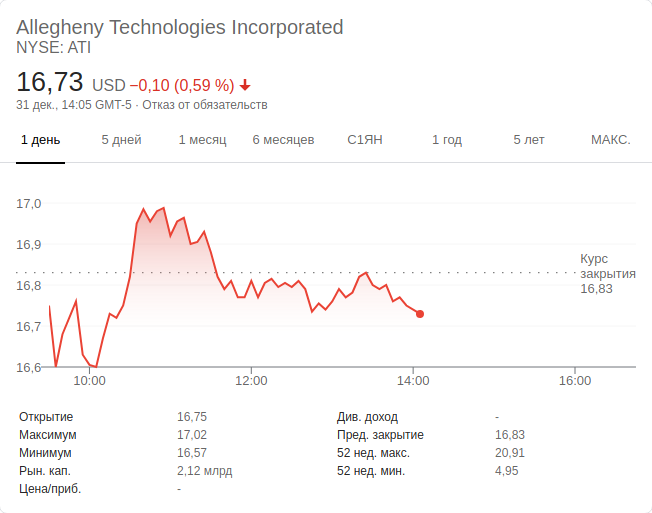 Allegheny Technologies Incorporated
NYSE: ATI
16,73 USD −0,10 (0,59 %)
31 дек., 14:05 GMT-5 · Отказ от обязательств
1 день 5 дней 1 месяц 6 месяцев С1ЯН 1 год 5 лет МАКС.
17,0
16,9
Курс
закрытия
16,83
16,8
16,7
16,6
10:00 12:00 14:00 16:00
Открытие 16,75 Див. доход -
Максимум 17,02 Пред. закрытие 16,83
Минимум 16,57 52 нед. макс. 20,91
Рын. кап. 2,12 млрд 52 нед. мин. 4,95
Цена/приб. -